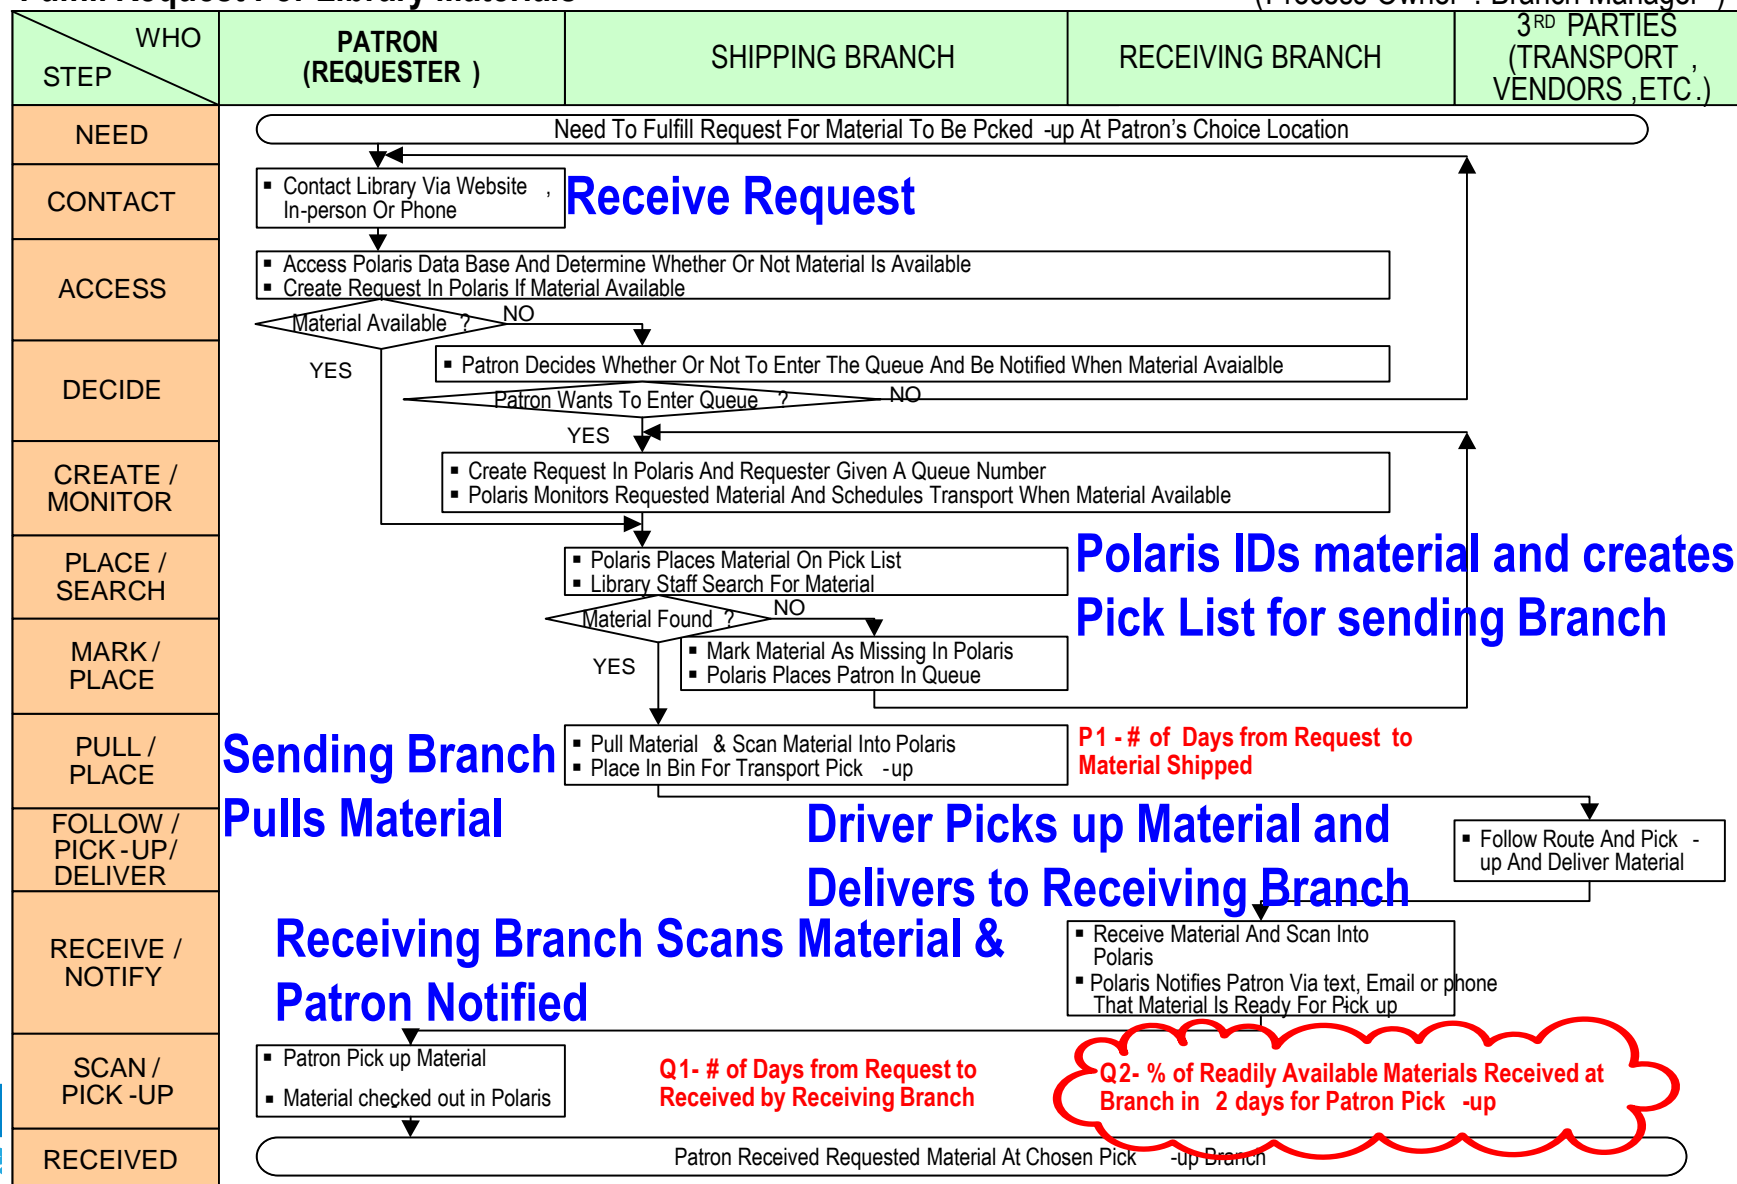 Fulfill Request For Library Materials
(Process Owner : Branch Manager )
WHO
STEP
PATRON
(REQUESTER )
SHIPPING BRANCH
RECEIVING BRANCH
3RD PARTIES
(TRANSPORT ,
VENDORS ,ETC.)
NEED
Need To Fulfill Request For Material To Be Pcked -up At Patron's Choice Location
CONTACT
▪ Contact Library Via Website ,
In-person Or Phone
Receive Request
ACCESS
▪ Access Polaris Data Base And Determine Whether Or Not Material Is Available
▪ Create Request In Polaris If Material Available
Material Available ?
NO
YES
DECIDE
▪ Patron Decides Whether Or Not To Enter The Queue And Be Notified When Material Avaialble
Patron Wants To Enter Queue ?
NO
YES
CREATE /
MONITOR
▪ Create Request In Polaris And Requester Given A Queue Number
▪ Polaris Monitors Requested Material And Schedules Transport When Material Available
PLACE /
SEARCH
▪ Polaris Places Material On Pick List
▪ Library Staff Search For Material
Polaris IDs material and creates
Pick List for sending Branch
Material Found ?
NO
YES
MARK /
PLACE
▪ Mark Material As Missing In Polaris
▪ Polaris Places Patron In Queue
PULL /
PLACE
Sending Branch
Pulls Material
▪ Pull Material & Scan Material Into Polaris
▪ Place In Bin For Transport Pick -up
P1 - # of Days from Request to
Material Shipped
FOLLOW /
PICK -UP/
DELIVER
Driver Picks up Material and
Delivers to Receiving Branch
▪ Follow Route And Pick -
up And Deliver Material
RECEIVE /
NOTIFY
Receiving Branch Scans Material &
Patron Notified
▪ Receive Material And Scan Into
Polaris
▪ Polaris Notifies Patron Via text, Email or phone
That Material Is Ready For Pick up
SCAN /
PICK -UP
▪ Patron Pick up Material
▪ Material checked out in Polaris
Q1- # of Days from Request to
Received by Receiving Branch
Q2- % of Readily Available Materials Received at
Branch in 2 days for Patron Pick -up
RECEIVED
Patron Received Requested Material At Chosen Pick -up Branch